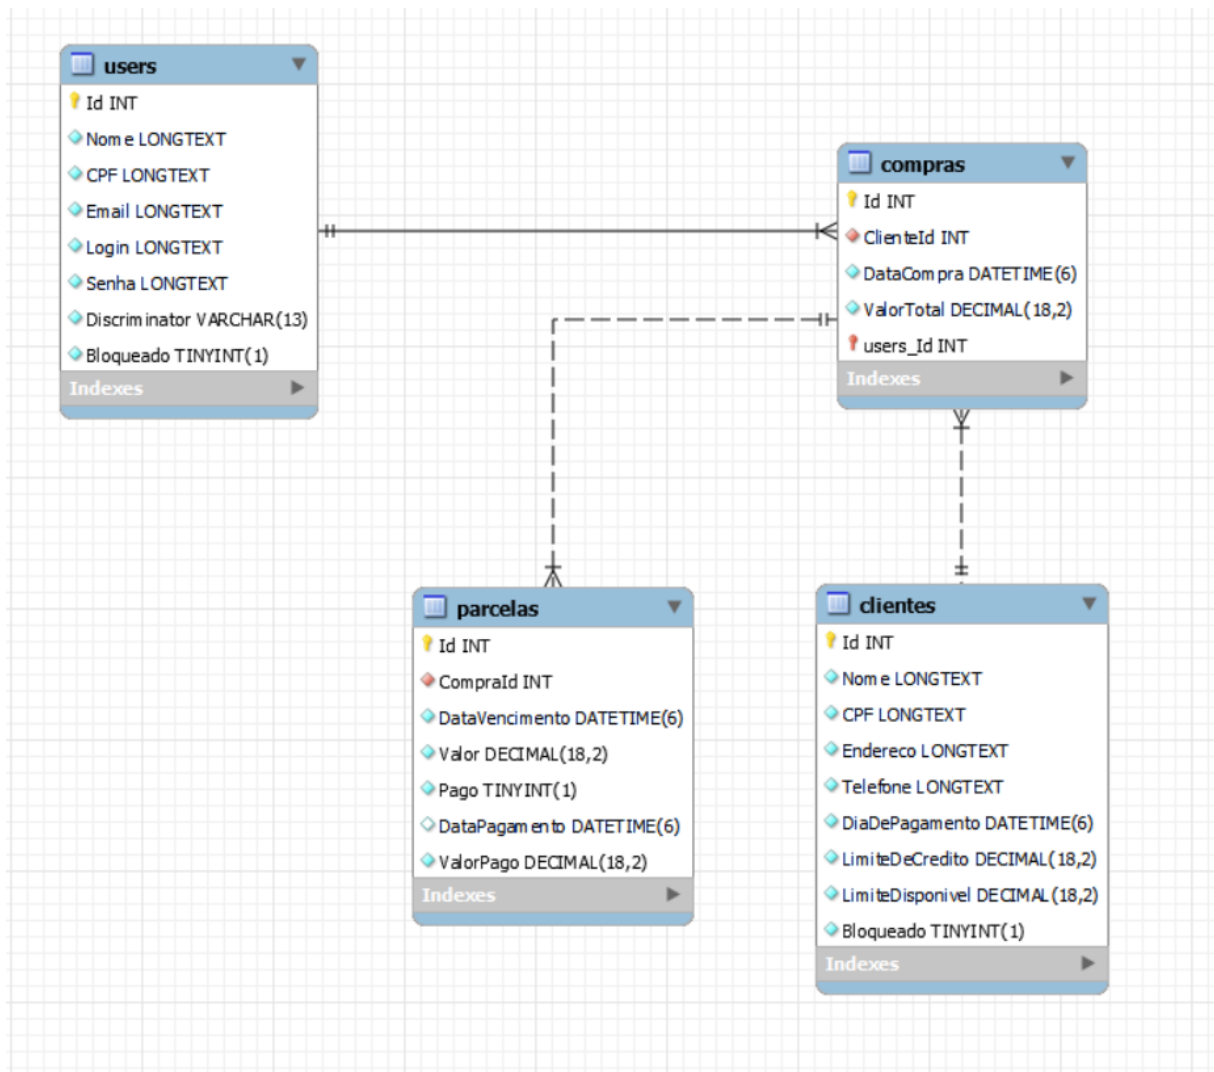 users
Id INT
Nome LONGTEXT
CPF LONGTEXT
Email LONGTEXT
Login LONGTEXT
Senha LONGTEXT
Discriminator VARCHAR(13)
Bloqueado TINYINT(1)
Indexes
compras
Id INT
ClienteId INT
DataCompra DATETIME(6)
ValorTotal DECIMAL(18,2)
users_Id INT
Indexes
parcelas
Id INT
CompraId INT
DataVencimento DATETIME(6)
Valor DECIMAL(18,2)
Pago TINYINT(1)
DataPagamento DATETIME(6)
ValorPago DECIMAL(18,2)
Indexes
clientes
Id INT
Nome LONGTEXT
CPF LONGTEXT
Endereco LONGTEXT
Telefone LONGTEXT
DiaDePagamento DATETIME(6)
LimiteDeCredito DECIMAL(18,2)
LimiteDisponivel DECIMAL(18,2)
Bloqueado TINYINT(1)
Indexes